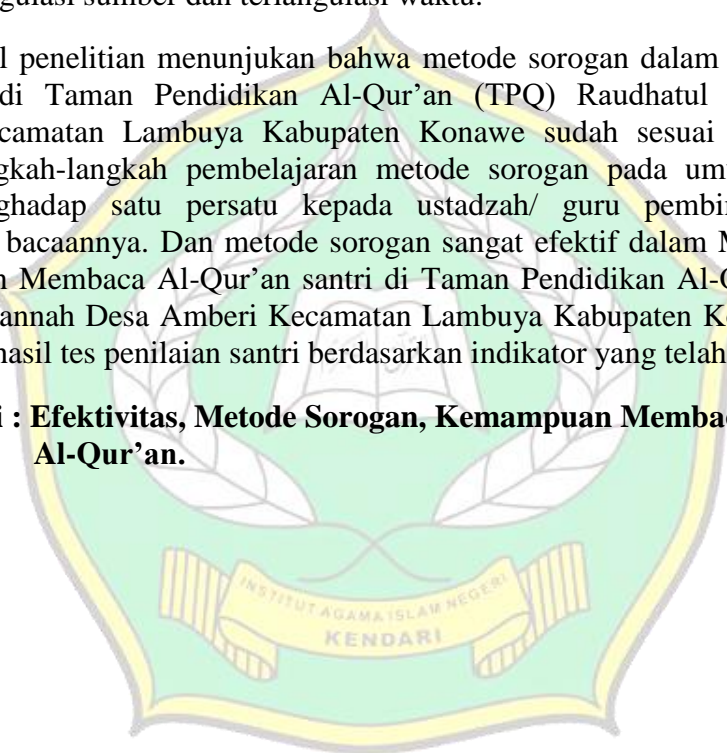 gulasi sumber dan teriangulasi waktu.
l penelitian menunjukan bahwa metode sorogan dalam
di Taman Pendidikan Al-Qur’an (TPQ) Raudhatul
camatan Lambuya Kabupaten Konawe sudah sesuai
gkah-langkah pembelajaran metode sorogan pada um
ghadap satu persatu kepada ustadzah/ guru pembi
bacaannya. Dan metode sorogan sangat efektif dalam M
n Membaca Al-Qur’an santri di Taman Pendidikan Al-Q
annah Desa Amberi Kecamatan Lambuya Kabupaten K
hasil tes penilaian santri berdasarkan indikator yang telah
i : Efektivitas, Metode Sorogan, Kemampuan Membac
Al-Qur’an.
INSTITUT AGAMA ISLAM NEGERI
KENDARI